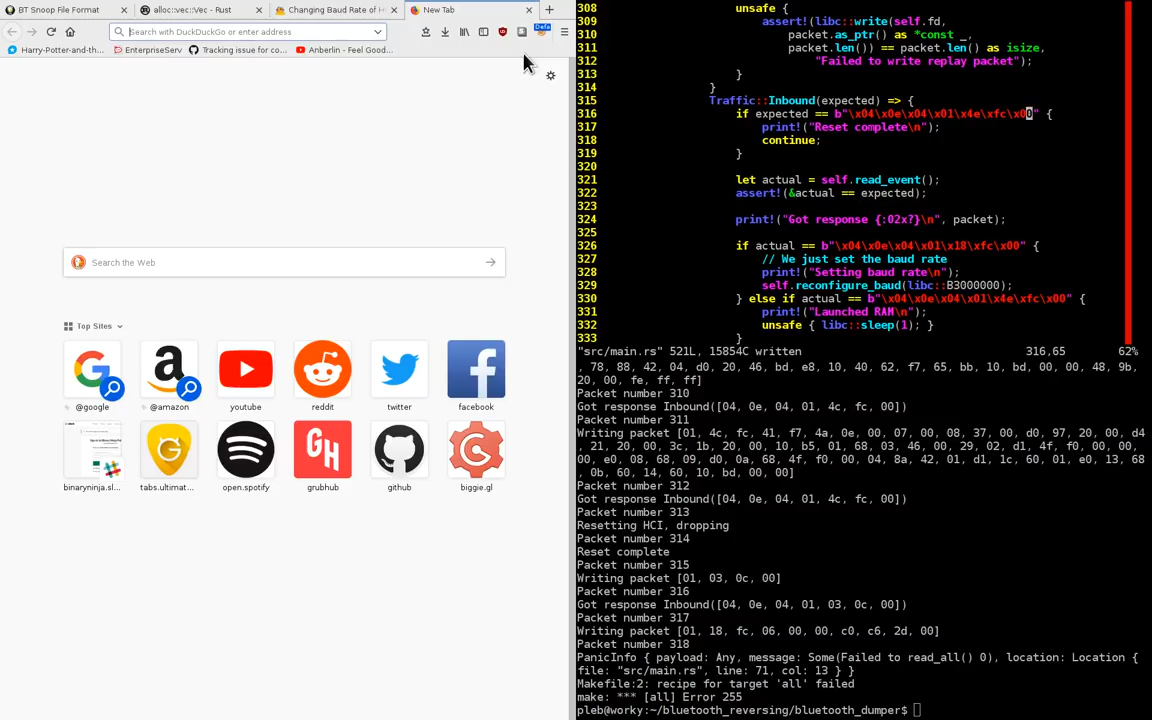 BT Snoop File Format
alloc::vec::Vec - Rust
Changing Baud Rate of H
New Tab
Search with DuckDuckGo or enter address
Defa
Harry-Potter-and-th...
EnterpriseServ
Tracking issue for co...
Anberlin - Feel Good...
Search the Web
Top Sites
@google
@amazon
youtube
reddit
twitter
facebook
binaryninja.sl...
tabs.ultimat...
open.spotify
grubhub
github
biggie.gl
308 unsafe {
309 assert!(libc::write(self.fd,
310 packet.as_ptr() as *const _,
311 packet.len()) == packet.len() as isize,
312 "Failed to write replay packet");
313 }
314 }
315 Traffic::Inbound(expected) => {
316 if expected == b"\x04\x0e\x04\x01\x4e\xfc\x00" {
317 print!("Reset complete\n");
318 continue;
319 }
320
321 let actual = self.read_event();
322 assert!(&actual == expected);
323
324 print!("Got response {:02x?}\n", packet);
325
326 if actual == b"\x04\x0e\x04\x01\x18\xfc\x00" {
327 // We just set the baud rate
328 print!("Setting baud rate\n");
329 self.reconfigure_baud(libc::B3000000);
330 } else if actual == b"\x04\x0e\x04\x01\x4e\xfc\x00" {
331 print!("Launched RAM\n");
332 unsafe { libc::sleep(1); }
333 }
"src/main.rs" 521L, 15854C written 316,65 62%
, 78, 88, 42, 04, d0, 20, 46, bd, e8, 10, 40, 62, f7, 65, bb, 10, bd, 00, 00, 48, 9b,
20, 00, fe, ff, ff]
Packet number 310
Got response Inbound([04, 0e, 04, 01, 4c, fc, 00])
Packet number 311
Writing packet [01, 4c, fc, 41, f7, 4a, 0e, 00, 07, 00, 08, 37, 00, d0, 97, 20, 00, d4
, 21, 20, 00, 3c, 1b, 20, 00, 10, b5, 01, 68, 03, 46, 00, 29, 02, d1, 4f, f0, 00, 00,
00, e0, 08, 68, 09, d0, 0a, 68, 4f, f0, 00, 04, 8a, 42, 01, d1, 1c, 60, 01, e0, 13, 68
, 0b, 60, 14, 60, 10, bd, 00, 00]
Packet number 312
Got response Inbound([04, 0e, 04, 01, 4c, fc, 00])
Packet number 313
Resetting HCI, dropping
Packet number 314
Reset complete
Packet number 315
Writing packet [01, 03, 0c, 00]
Packet number 316
Got response Inbound([04, 0e, 04, 01, 03, 0c, 00])
Packet number 317
Writing packet [01, 18, fc, 06, 00, 00, c0, c6, 2d, 00]
Packet number 318
PanicInfo { payload: Any, message: Some(Failed to read_all() 0), location: Location {
file: "src/main.rs", line: 71, col: 13 } }
Makefile:2: recipe for target 'all' failed
make: *** [all] Error 255
pleb@worky:~/bluetooth_reversing/bluetooth_dumper$